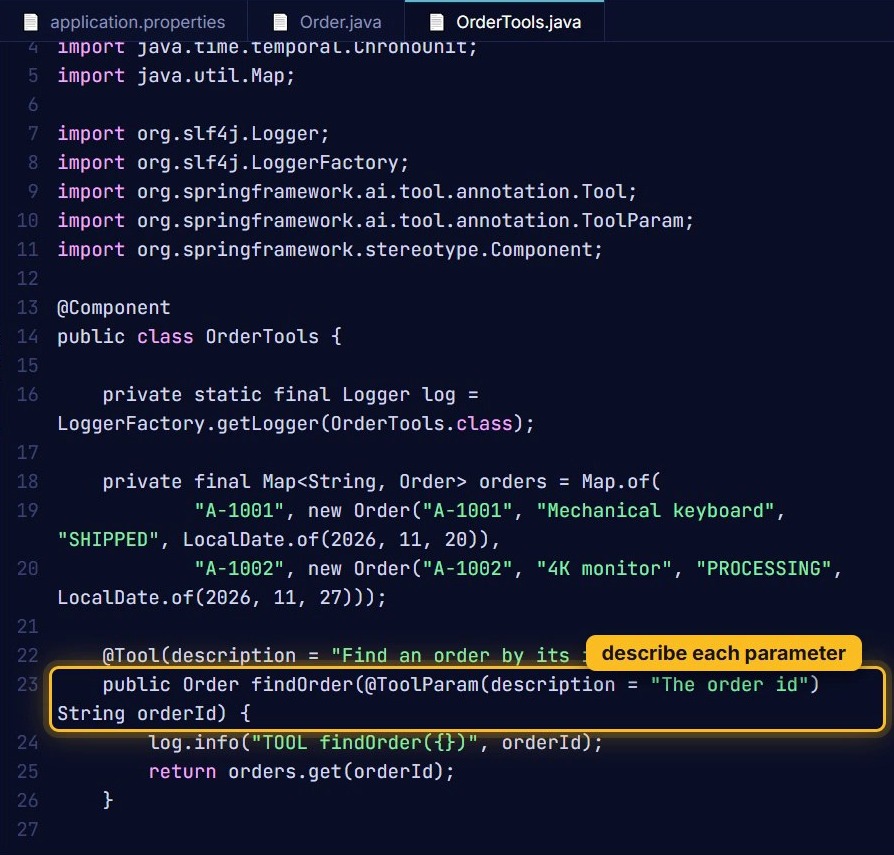 application.properties
Order.java
OrderTools.java
4 import java.time.temporal.ChronoUnit;
5 import java.util.Map;
6
7 import org.slf4j.Logger;
8 import org.slf4j.LoggerFactory;
9 import org.springframework.ai.tool.annotation.Tool;
10 import org.springframework.ai.tool.annotation.ToolParam;
11 import org.springframework.stereotype.Component;
12
13 @Component
14 public class OrderTools {
15
16     private static final Logger log =
LoggerFactory.getLogger(OrderTools.class);
17
18     private final Map<String, Order> orders = Map.of(
19             "A-1001", new Order("A-1001", "Mechanical keyboard",
"SHIPPED", LocalDate.of(2026, 11, 20)),
20             "A-1002", new Order("A-1002", "4K monitor", "PROCESSING",
LocalDate.of(2026, 11, 27)));
21
describe each parameter
22     @Tool(description = "Find an order by its
23     public Order findOrder(@ToolParam(description = "The order id")
String orderId) {
24         log.info("TOOL findOrder({})", orderId);
25         return orders.get(orderId);
26     }
27